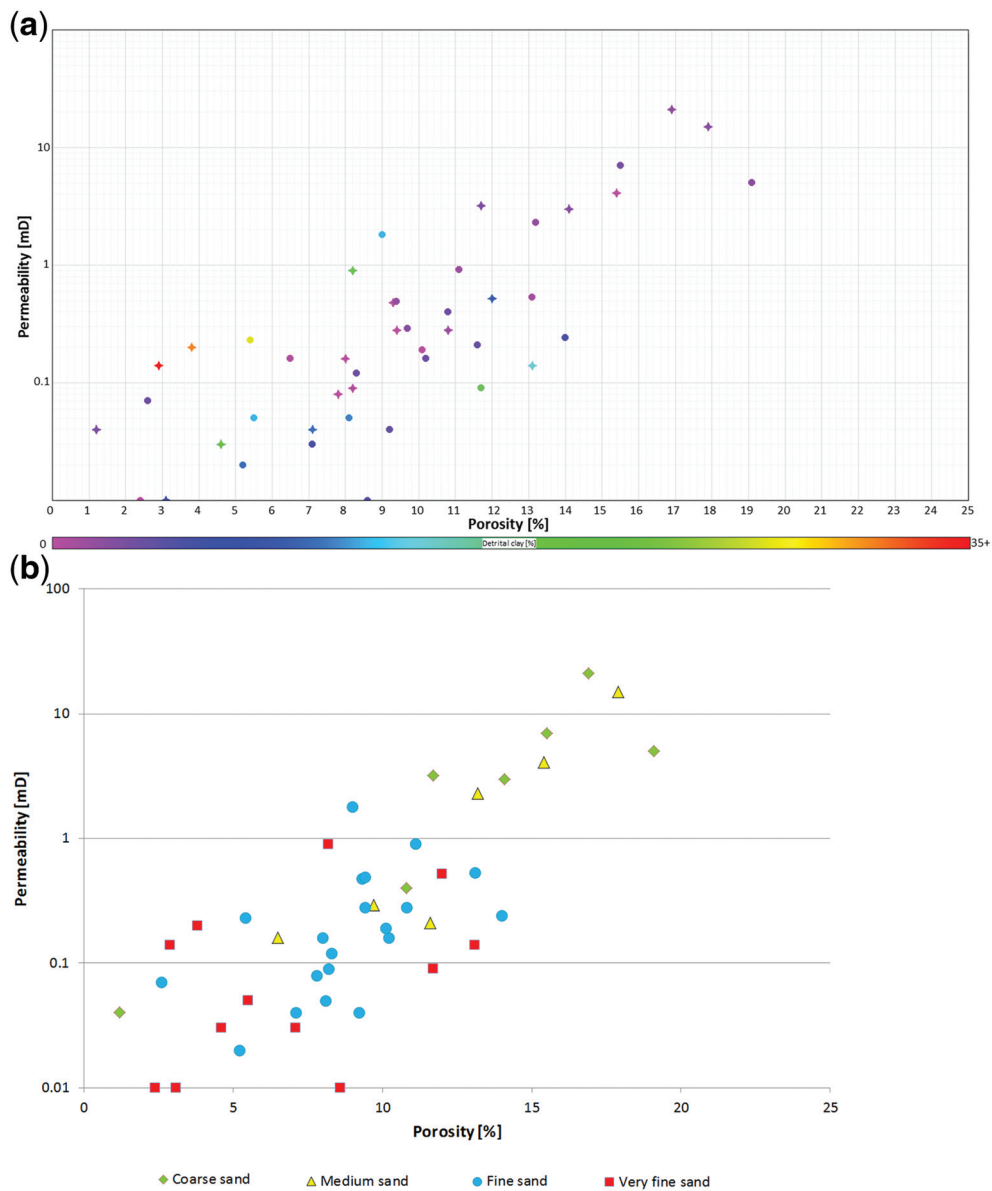 (a)
Permeability [mD]
10
1
0.1
0 1 2 3 4 5 6 7 8 9 10 11 12 13 14 15 16 17 18 19 20 21 22 23 24 25
Porosity [%]
0 Detrital clay [%] 35+
(b)
Permeability [mD]
100
10
1
0.1
0.01
0 5 10 15 20 25
Porosity [%]
Coarse sand Medium sand Fine sand Very fine sand